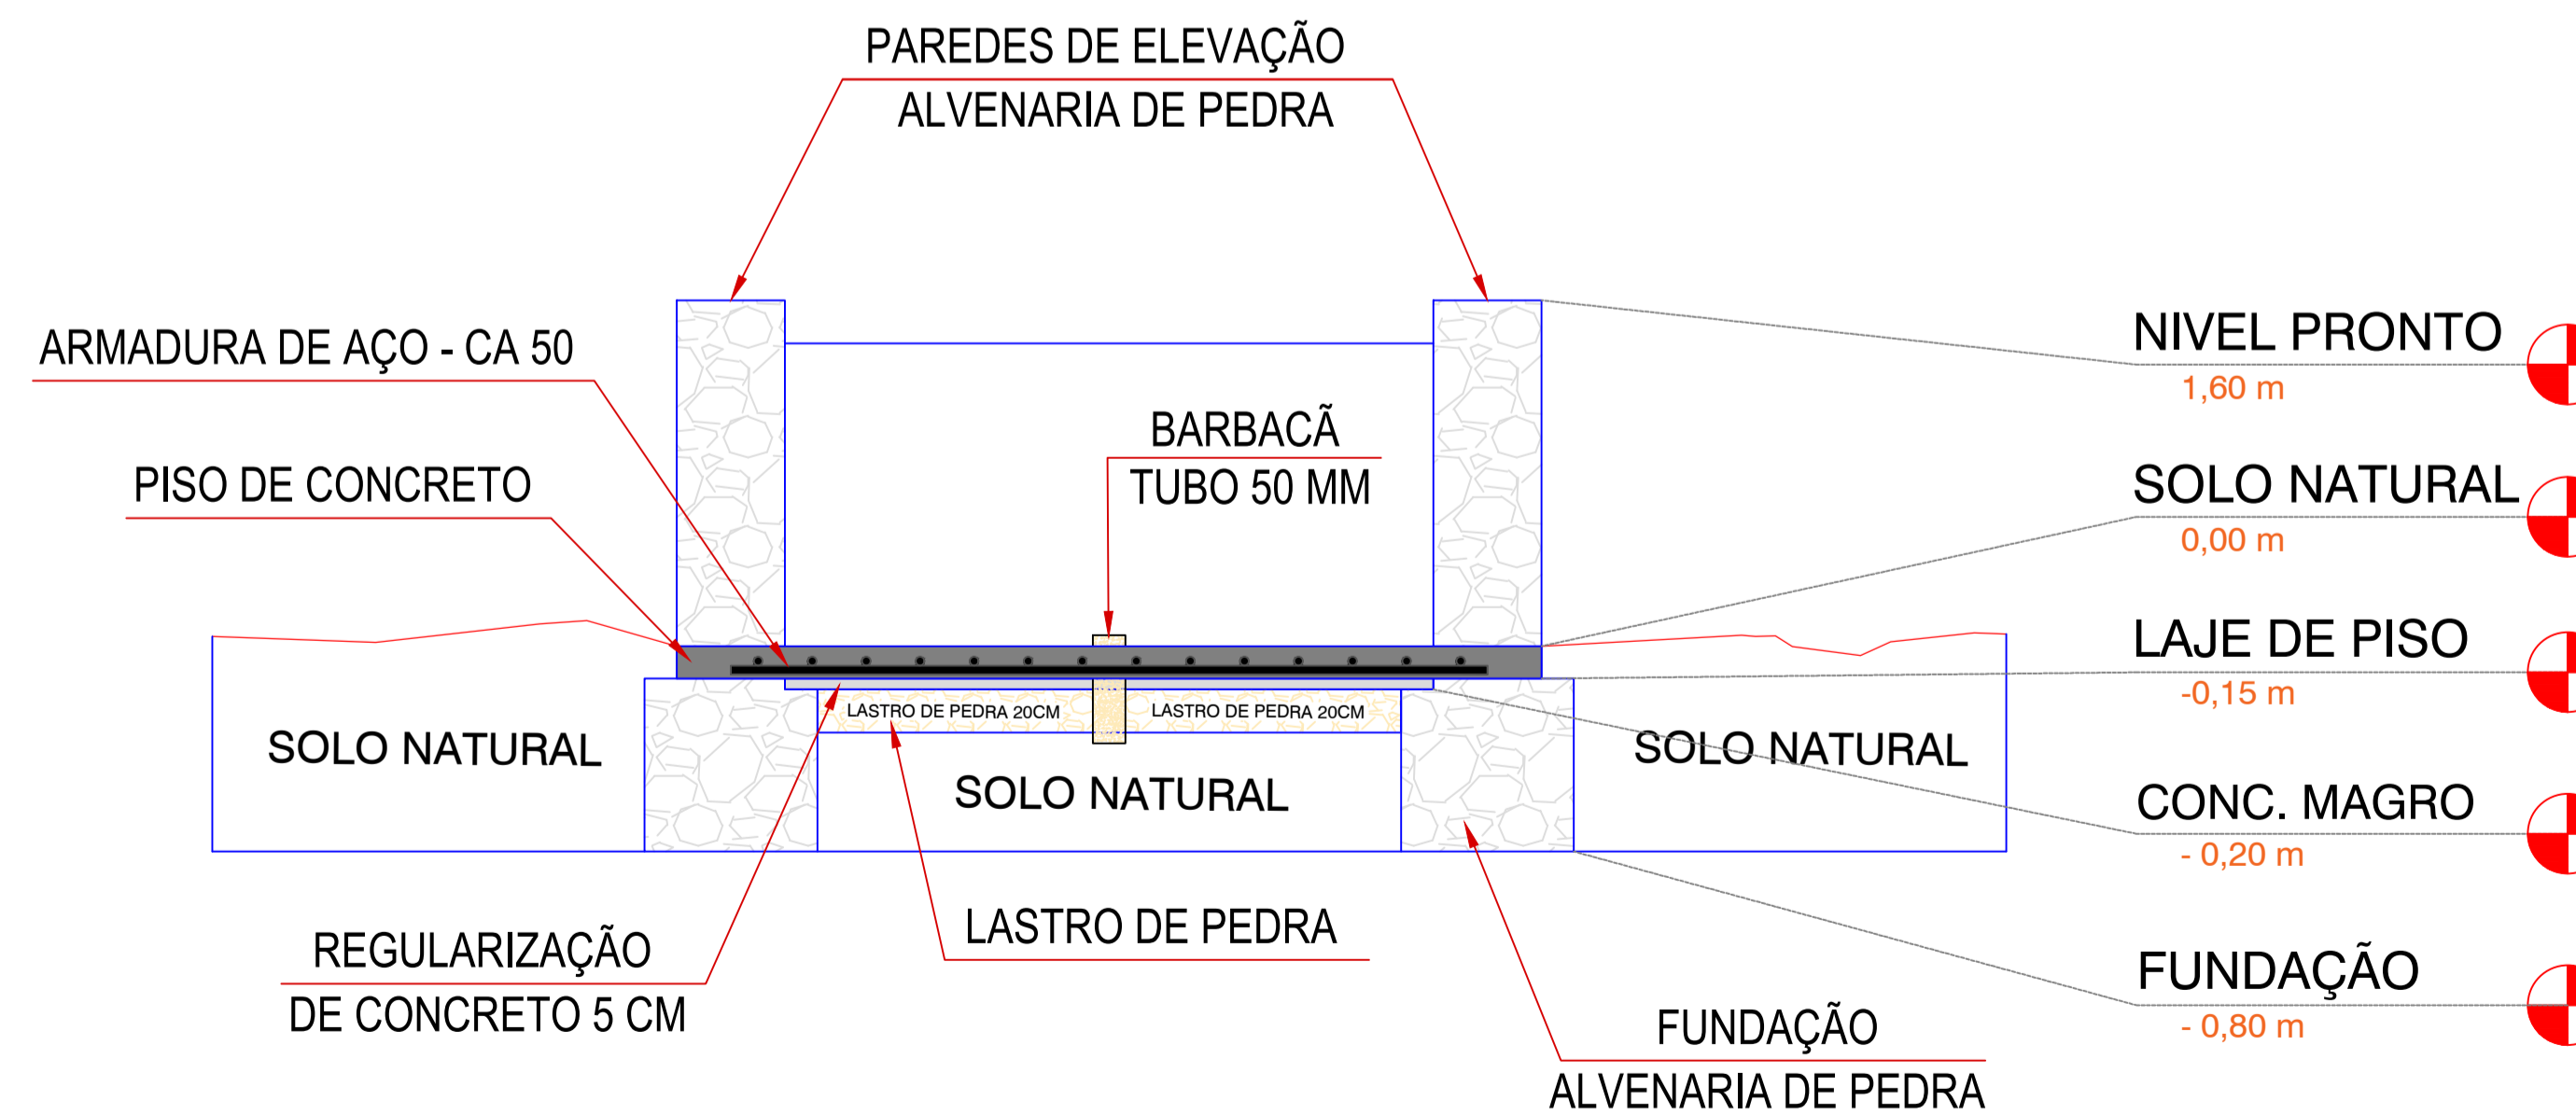 PAREDES DE ELEVAÇÃO
ALVENARIA DE PEDRA
ARMADURA DE AÇO - CA 50
PISO DE CONCRETO
BARBACÃ
TUBO 50 MM
NIVEL PRONTO
1,60 m
SOLO NATURAL
0,00 m
LAJE DE PISO
-0,15 m
CONC. MAGRO
- 0,20 m
FUNDAÇÃO
- 0,80 m
LASTRO DE PEDRA 20CM
LASTRO DE PEDRA 20CM
SOLO NATURAL
SOLO NATURAL
SOLO NATURAL
REGULARIZAÇÃO
DE CONCRETO 5 CM
LASTRO DE PEDRA
FUNDAÇÃO
ALVENARIA DE PEDRA